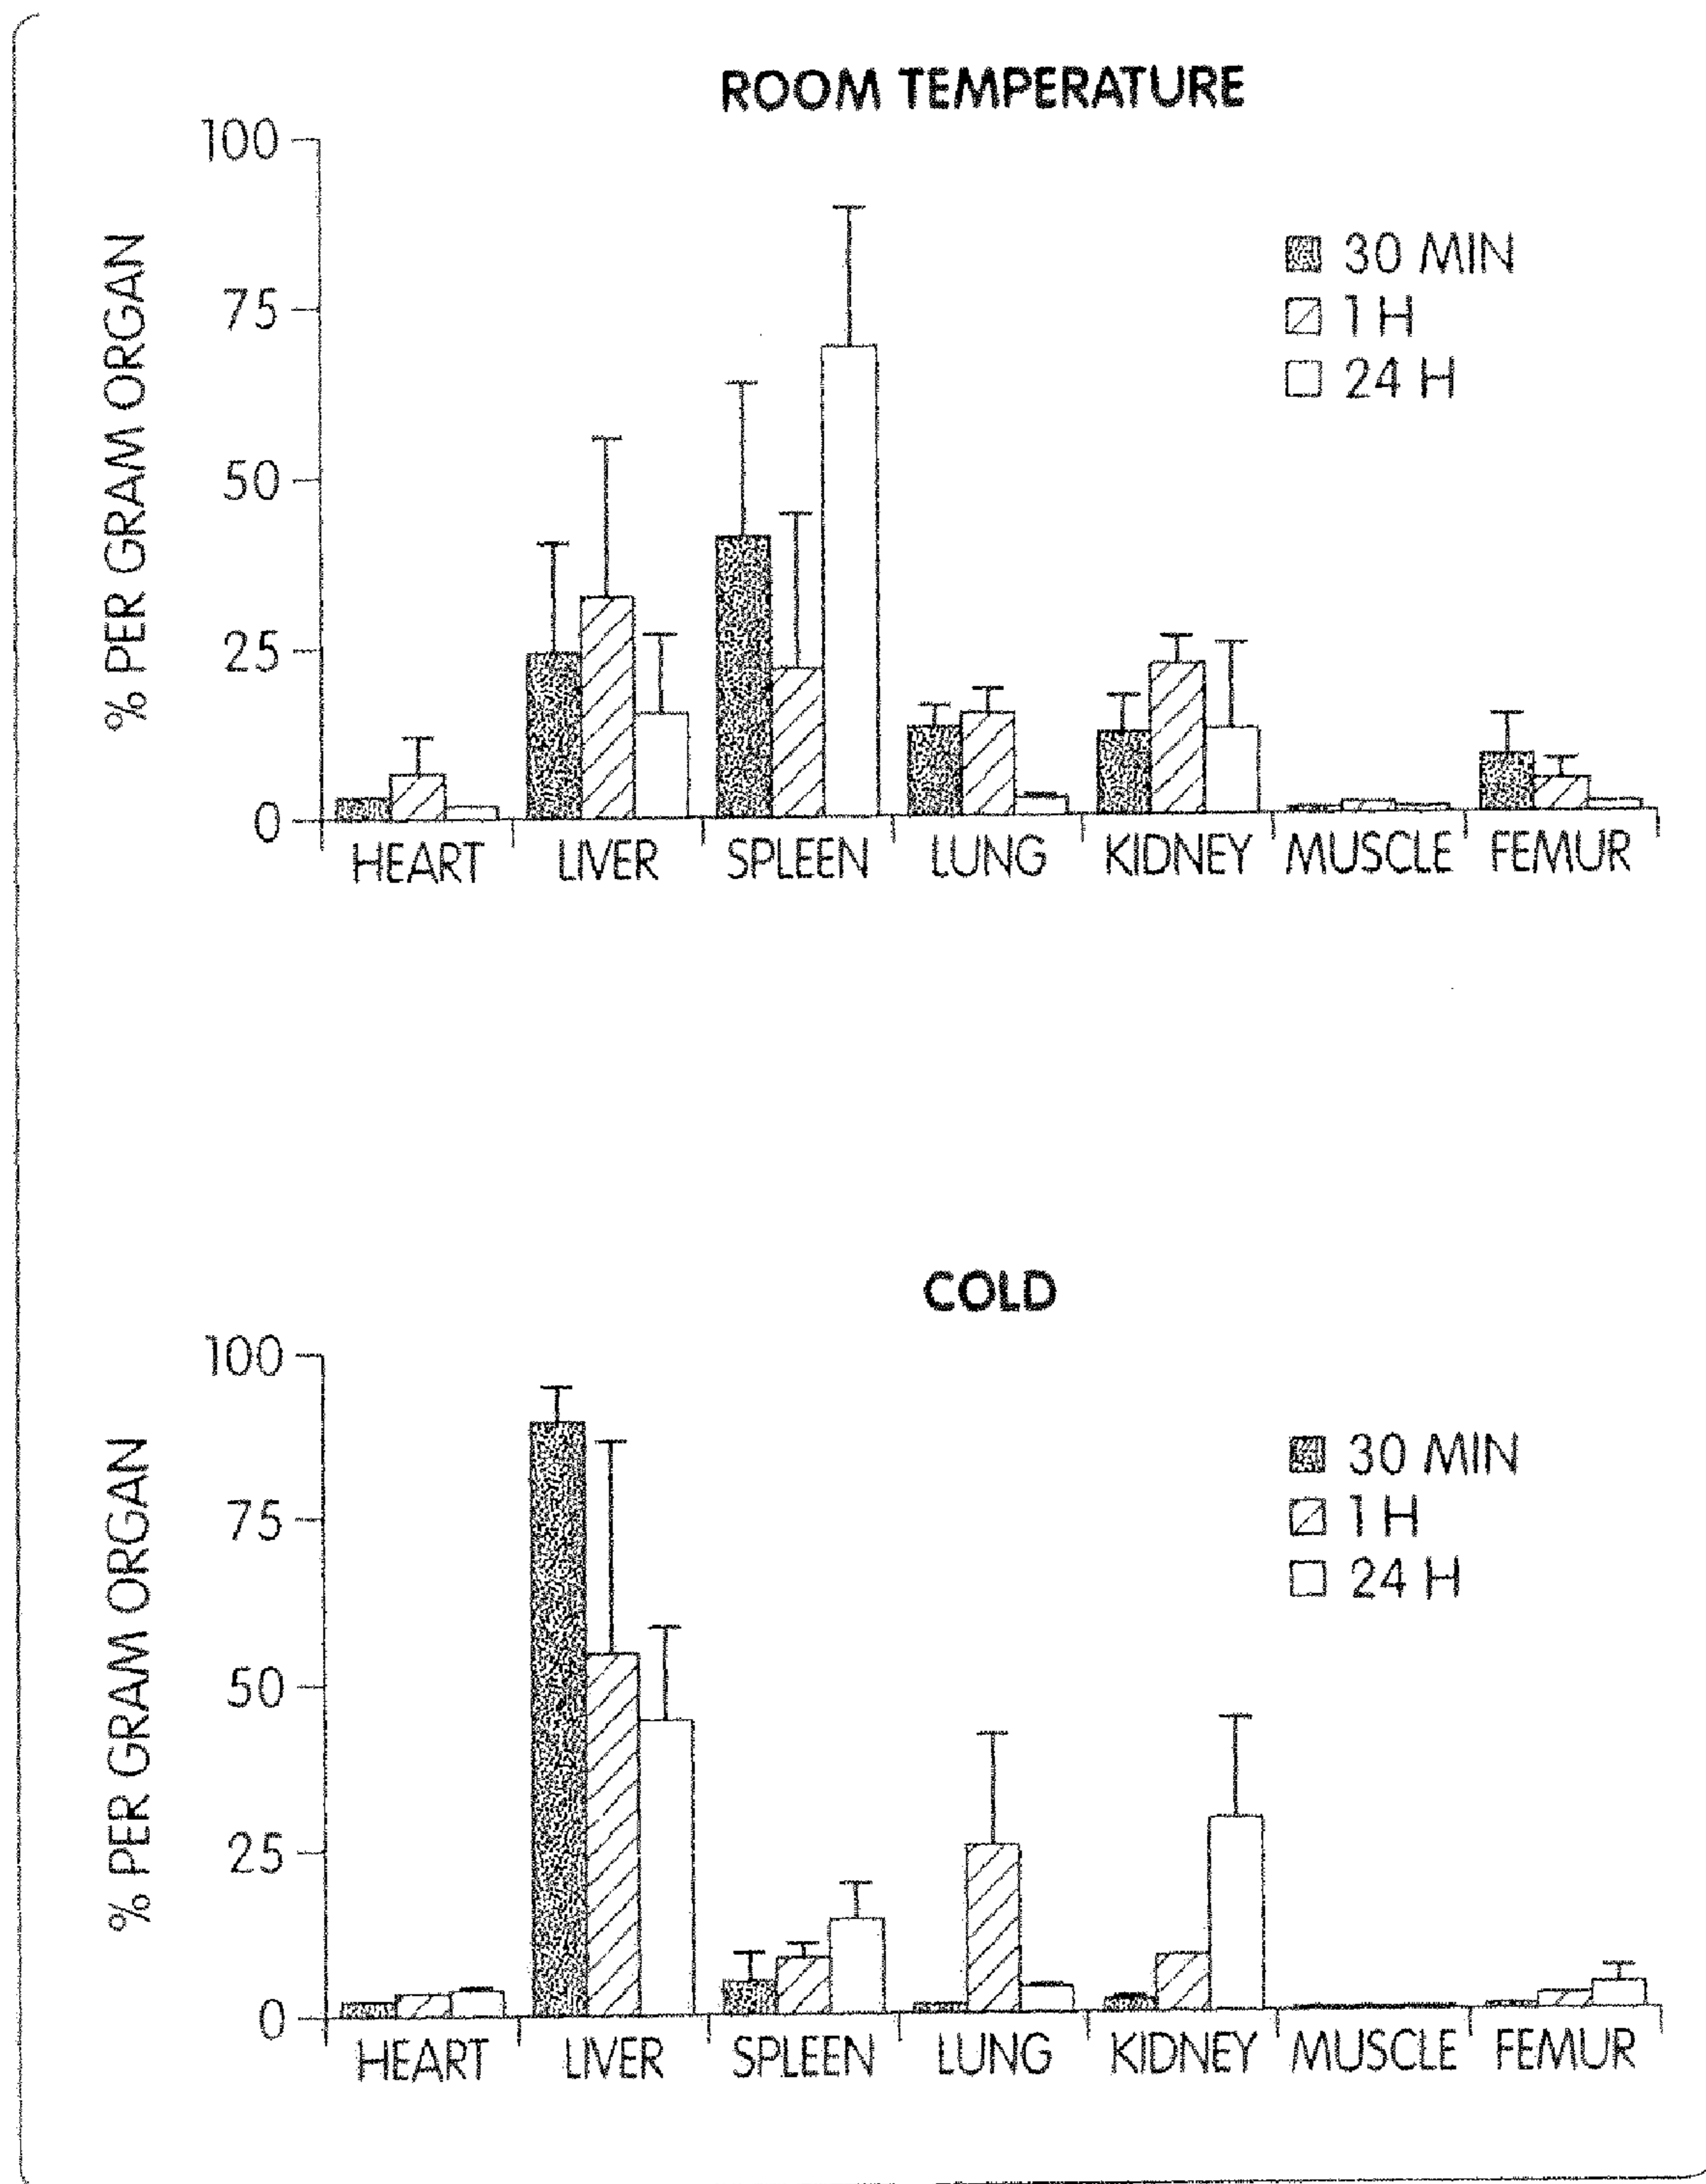 ROOM TEMPERATURE
% PER GRAM ORGAN
100
75
50
25
0
30 MIN
1 H
24 H
HEART LIVER SPLEEN LUNG KIDNEY MUSCLE FEMUR
COLD
% PER GRAM ORGAN
100
75
50
25
0
30 MIN
1 H
24 H
HEART LIVER SPLEEN LUNG KIDNEY MUSCLE FEMUR